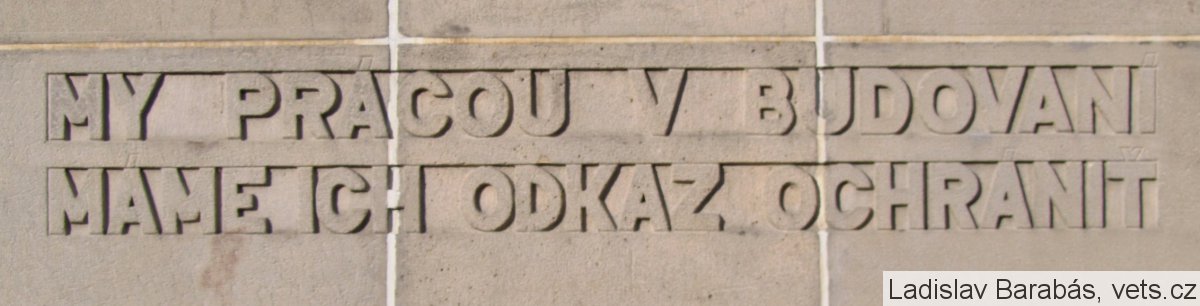 MY PRÁCOU V BUDOVANÍ
MÁME ICH ODKAZ OCHRÁNIŤ
Ladislav Barabás, vets.cz